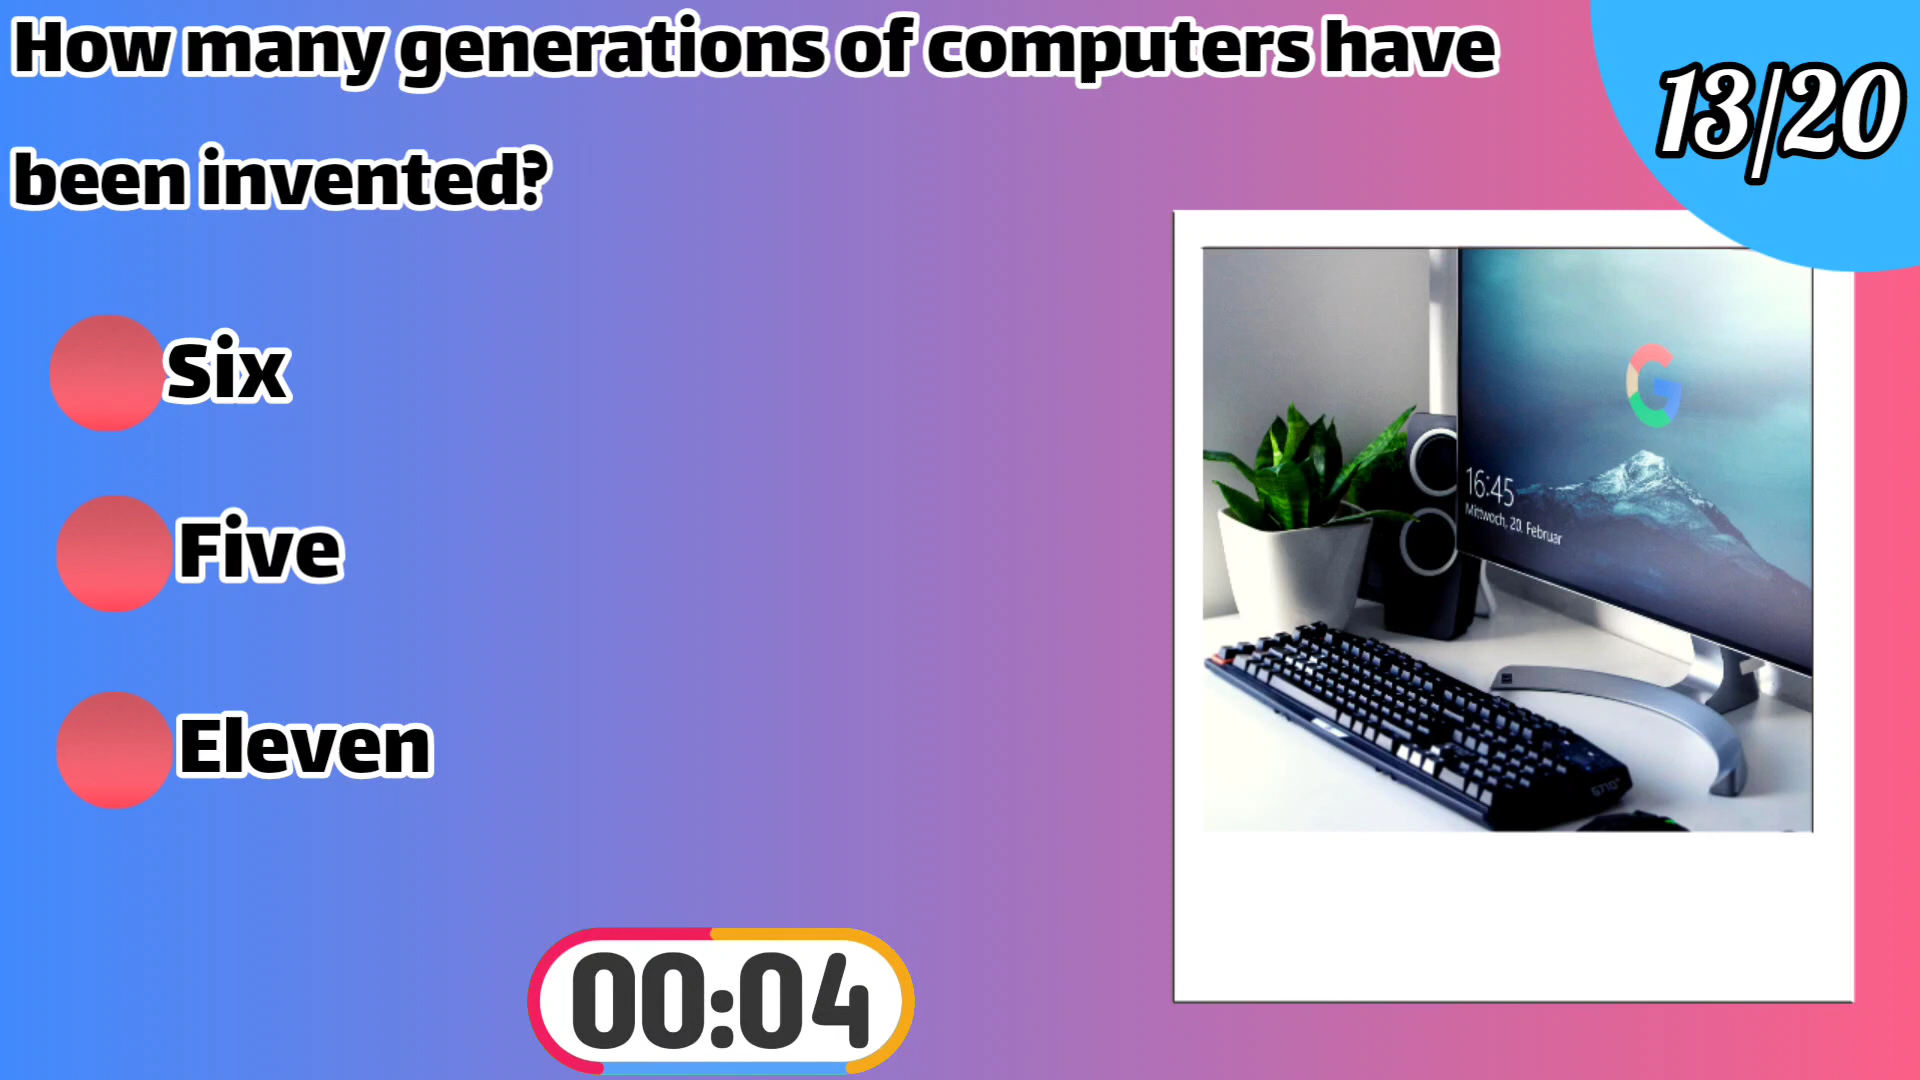 How many generations of computers have
been invented?
13/20
Six
Five
Eleven
16:45
Mittwoch, 20. Februar
G
G710+
00:04